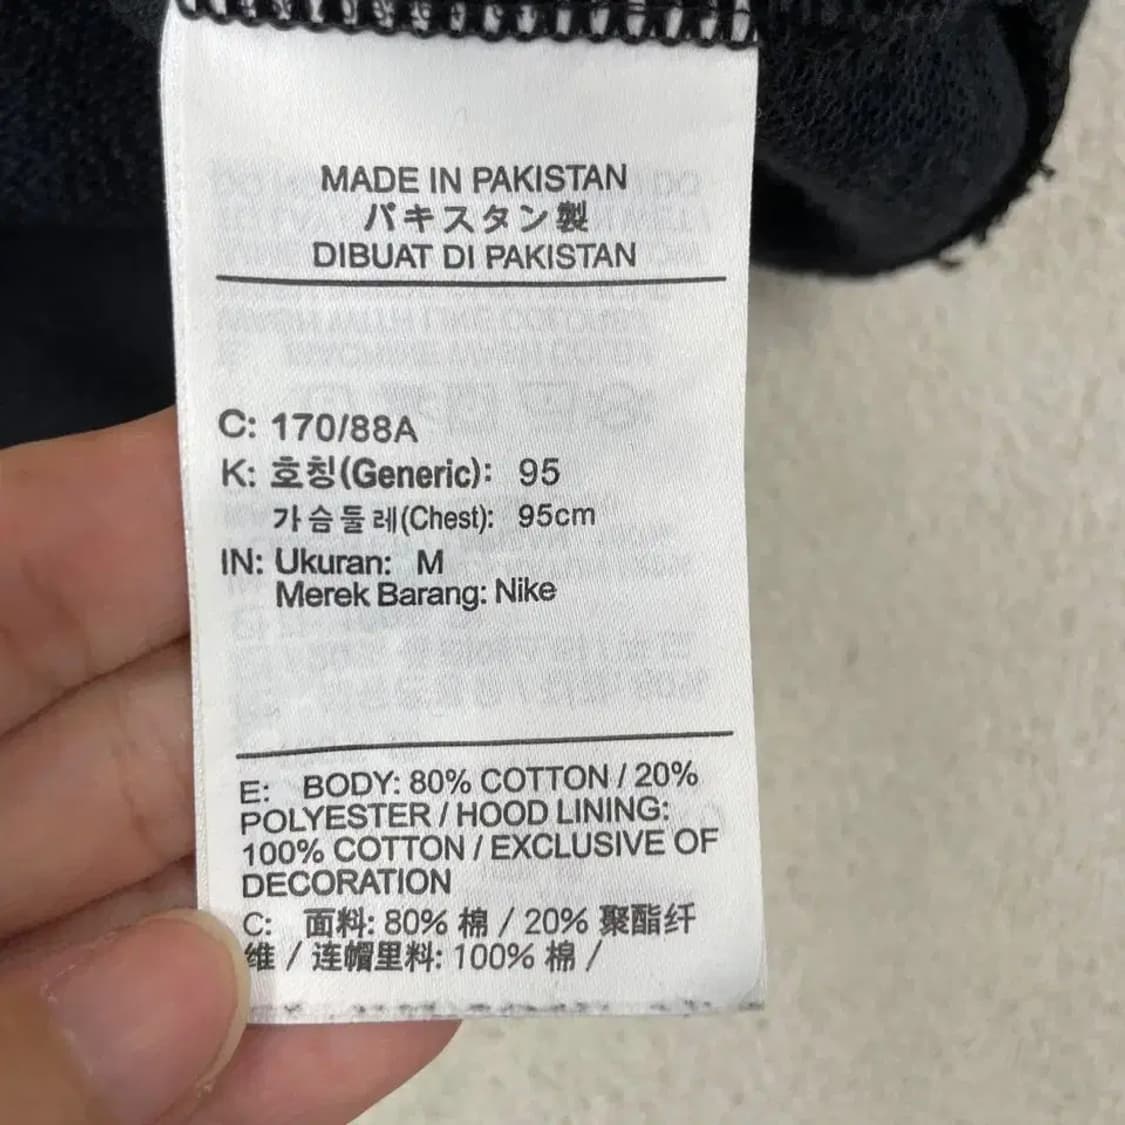 MADE IN PAKISTAN
パキスタン製
DIBUAT DI PAKISTAN
C: 170/88A
K: 호칭(Generic): 95
가슴둘레(Chest): 95cm
IN: Ukuran: M
Merek Barang: Nike
E: BODY: 80% COTTON / 20%
POLYESTER / HOOD LINING:
100% COTTON / EXCLUSIVE OF
DECORATION
C: 面料: 80% 棉 / 20% 聚酯纤
维 / 连帽里料: 100% 棉 /